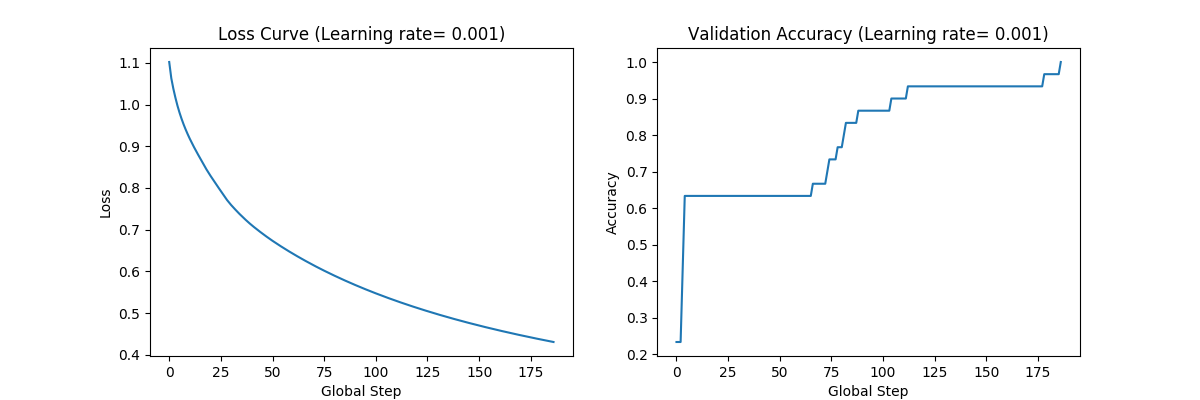 Loss Curve (Learning rate= 0.001)
1.1
1.0
0.9
0.8
0.7
0.6
0.5
0.4
Loss
0 25 50 75 100 125 150 175
Global Step
Validation Accuracy (Learning rate= 0.001)
1.0
0.9
0.8
0.7
0.6
0.5
0.4
0.3
0.2
Accuracy
0 25 50 75 100 125 150 175
Global Step